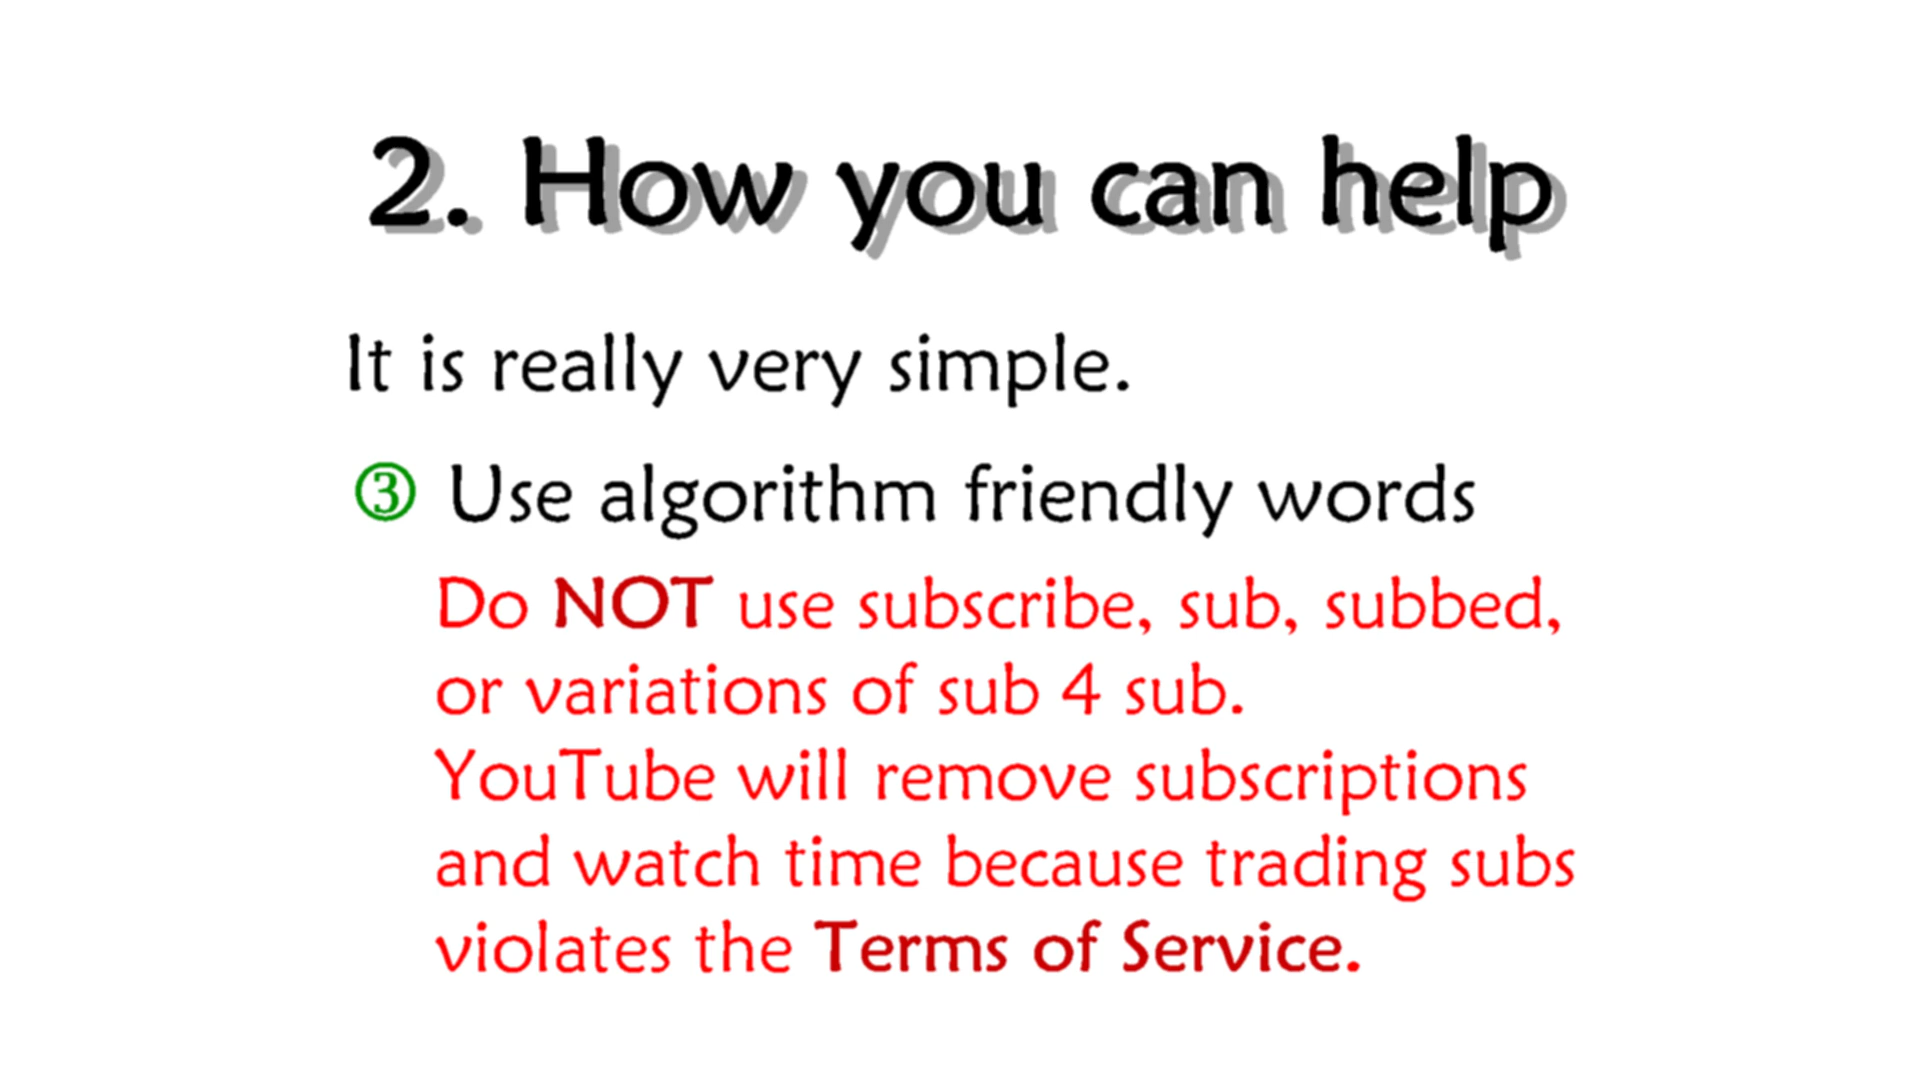 2. How you can help
It is really very simple.
③ Use algorithm friendly words
Do NOT use subscribe, sub, subbed,
or variations of sub 4 sub.
YouTube will remove subscriptions
and watch time because trading subs
violates the Terms of Service.